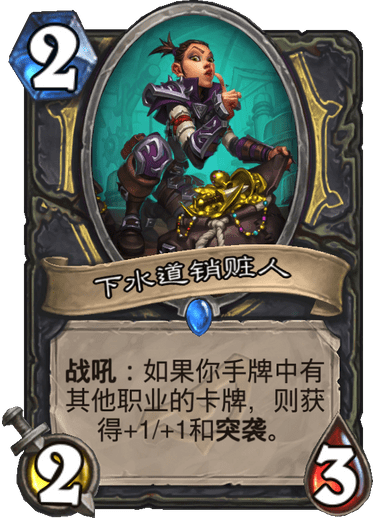 2
下水道销赃人
战吼：如果你手牌中有
其他职业的卡牌，则获
得+1/+1和突袭。
2
3